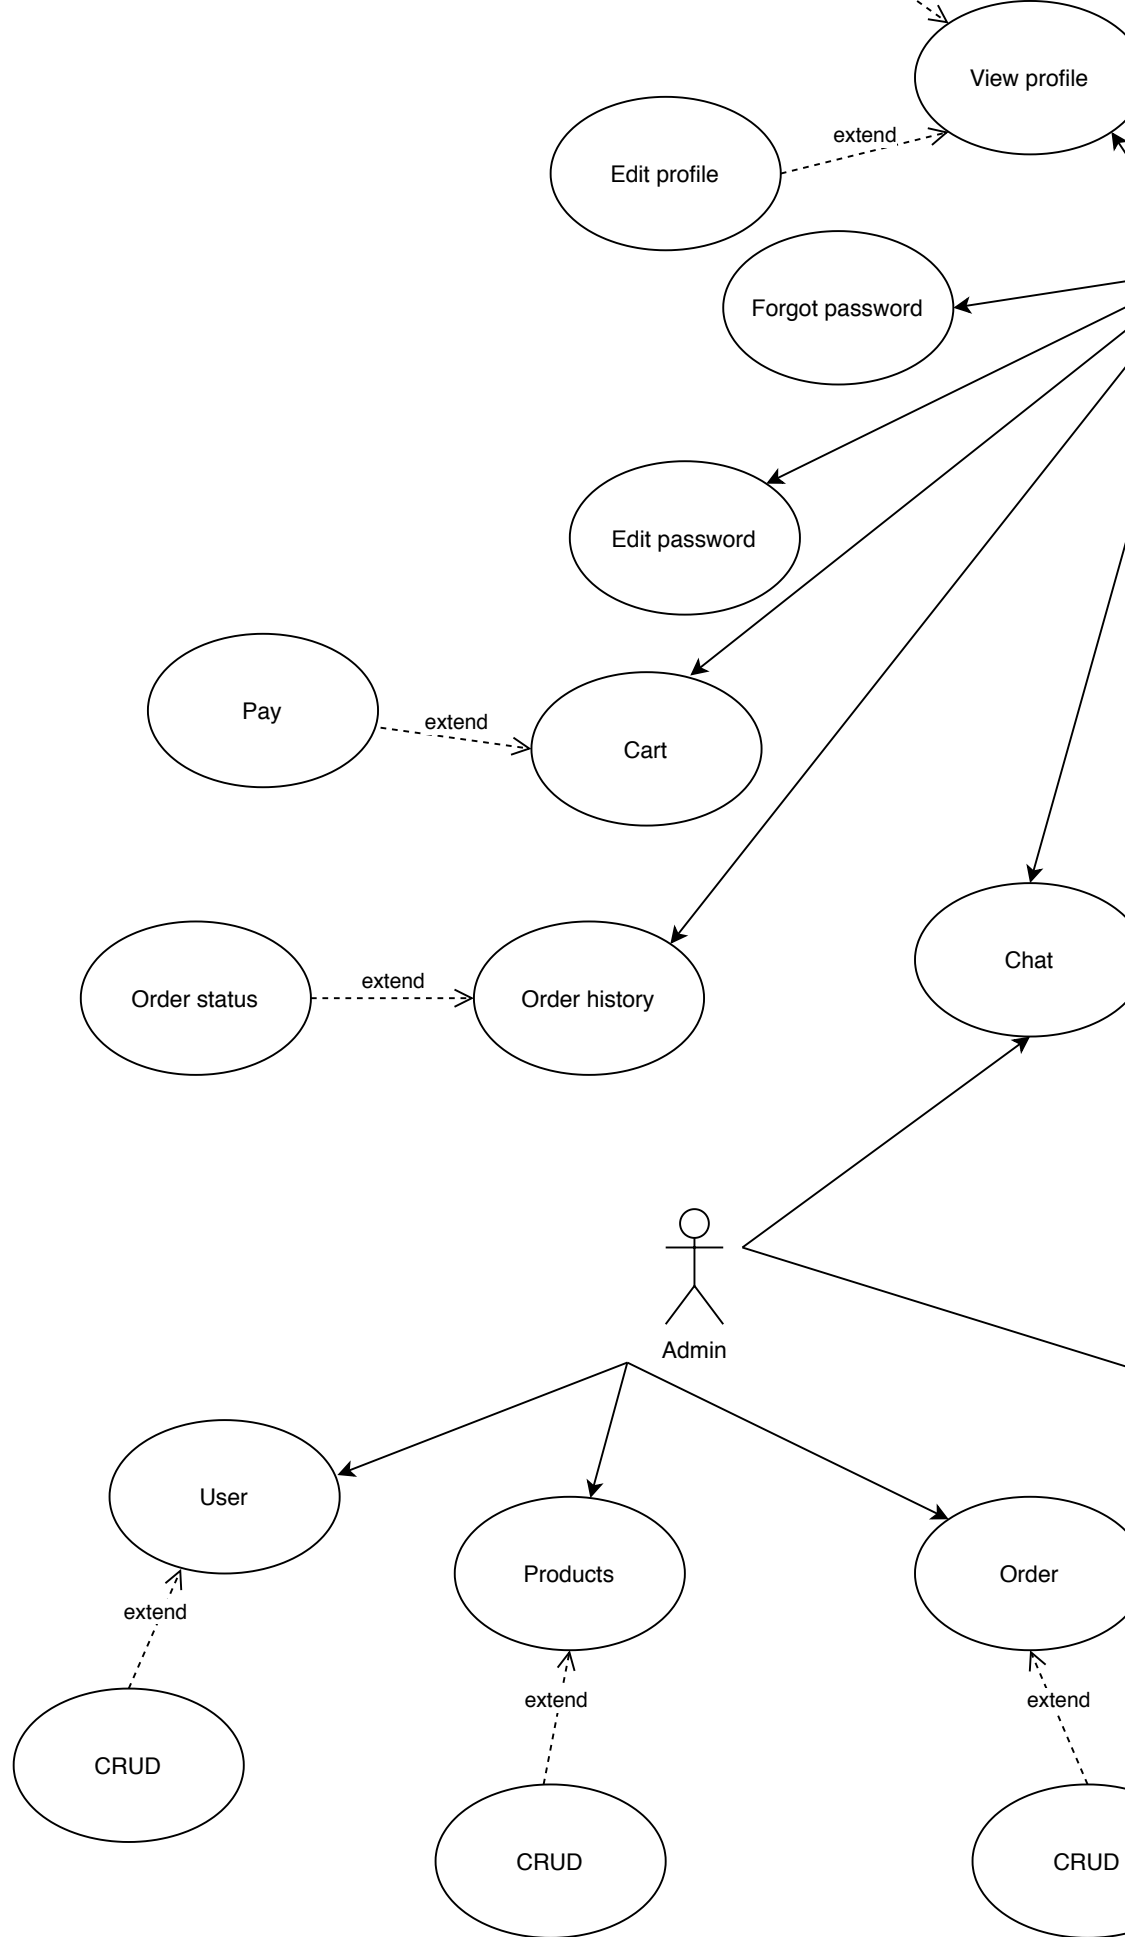 View profile
extend
Edit profile
Forgot password
Edit password
Pay
extend
Cart
Order status
extend
Order history
Chat
Admin
User
Products
Order
extend
extend
extend
CRUD
CRUD
CRUD